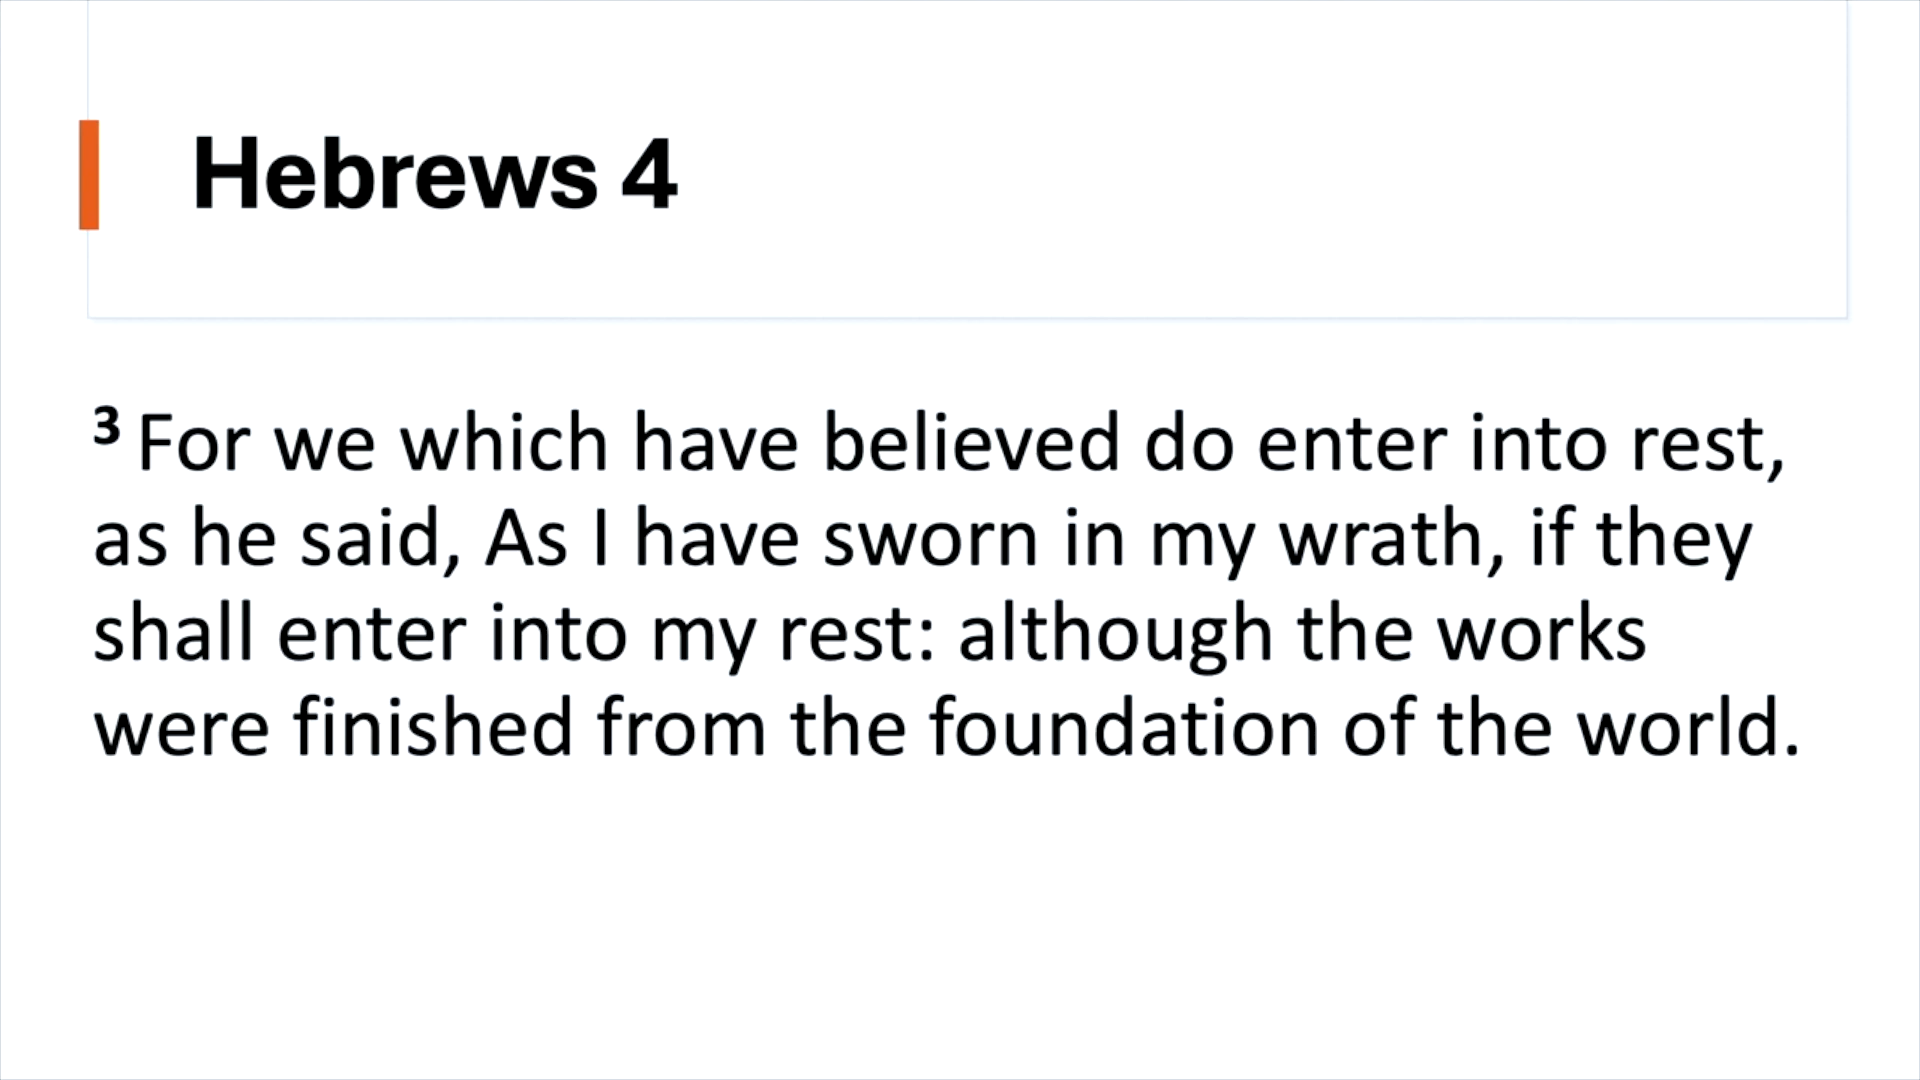 Hebrews 4
3 For we which have believed do enter into rest,
as he said, As I have sworn in my wrath, if they
shall enter into my rest: although the works
were finished from the foundation of the world.